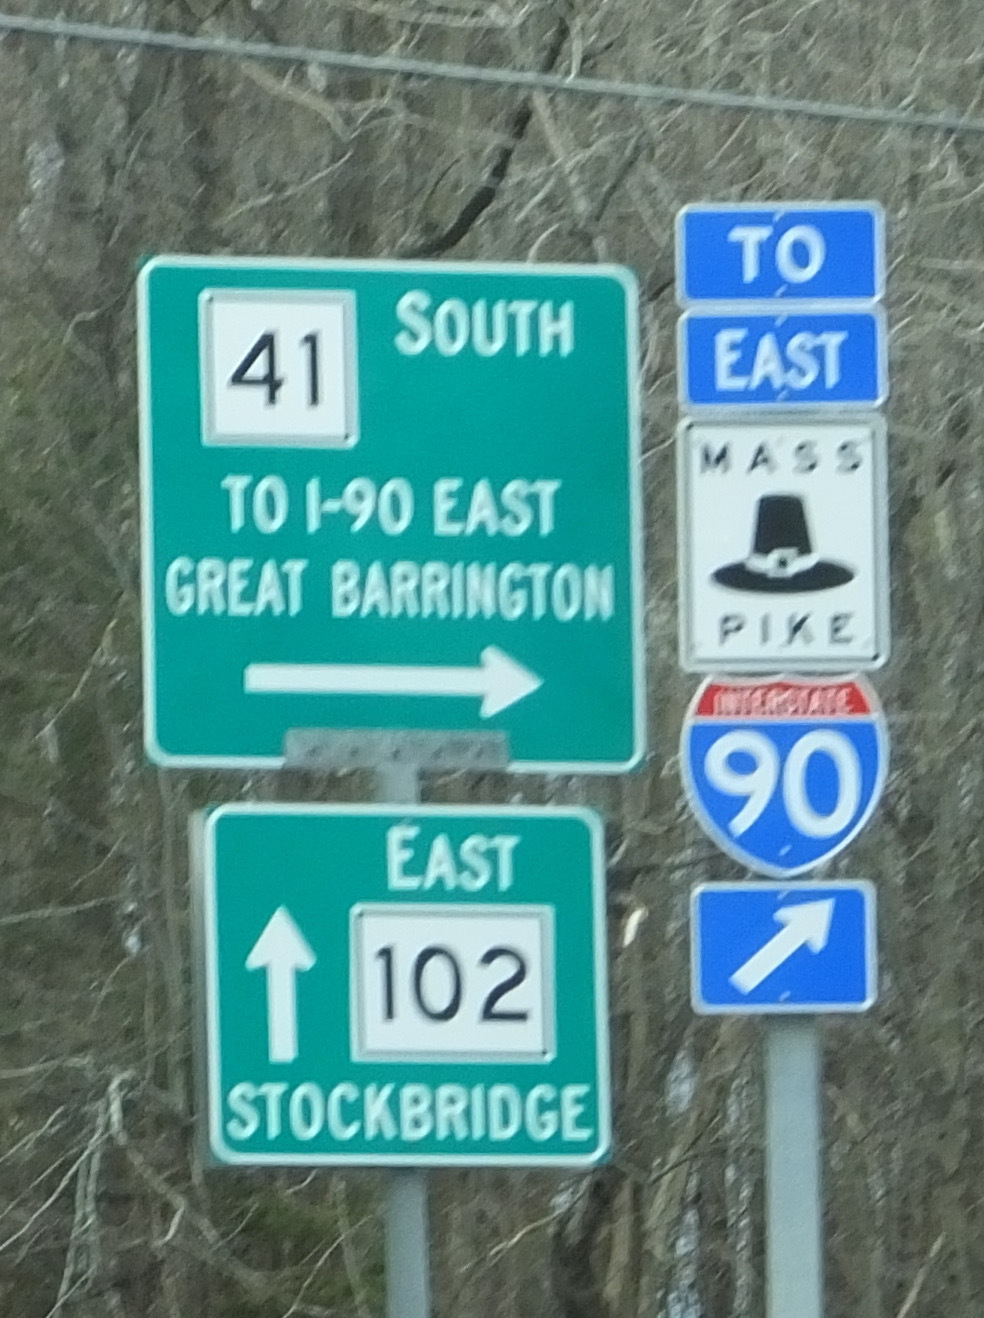 41 SOUTH
TO I-90 EAST
GREAT BARRINGTON
EAST
102
STOCKBRIDGE
TO
EAST
MASS
PIKE
INTERSTATE
90